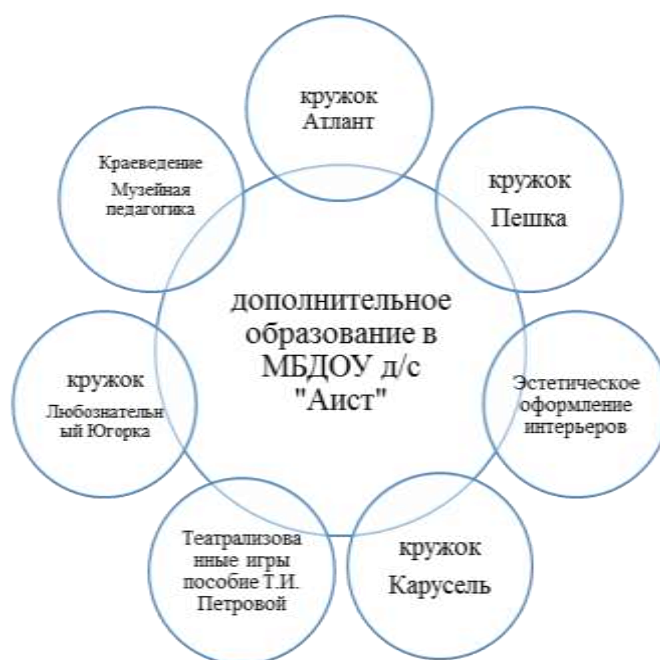 кружок
Атлант
кружок
Пешка
Эстетическое
оформление
интерьеров
кружок
Карусель
Театрализова
нные игры
пособие Т.И.
Петровой
кружок
Любознательн
ый Югорка
Краеведение
Музейная
педагогика
дополнительное
образование в
МБДОУ д/с
"Аист"